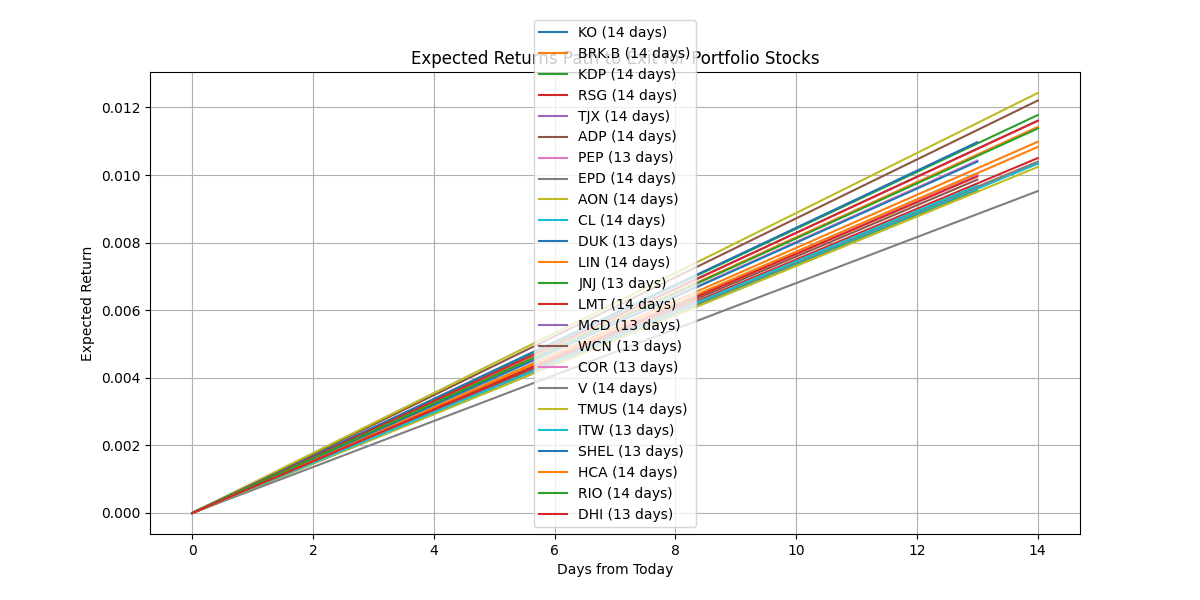 Expected Returns Path to Exit for Portfolio Stocks
KO (14 days)
BRK.B (14 days)
KDP (14 days)
RSG (14 days)
TJX (14 days)
ADP (14 days)
PEP (13 days)
EPD (14 days)
AON (14 days)
CL (14 days)
DUK (13 days)
LIN (14 days)
JNJ (13 days)
LMT (14 days)
MCD (13 days)
WCN (13 days)
COR (13 days)
V (14 days)
TMUS (14 days)
ITW (13 days)
SHEL (13 days)
HCA (14 days)
RIO (14 days)
DHI (13 days)
Expected Return
0.012
0.010
0.008
0.006
0.004
0.002
0.000
0 2 4 6 8 10 12 14
Days from Today